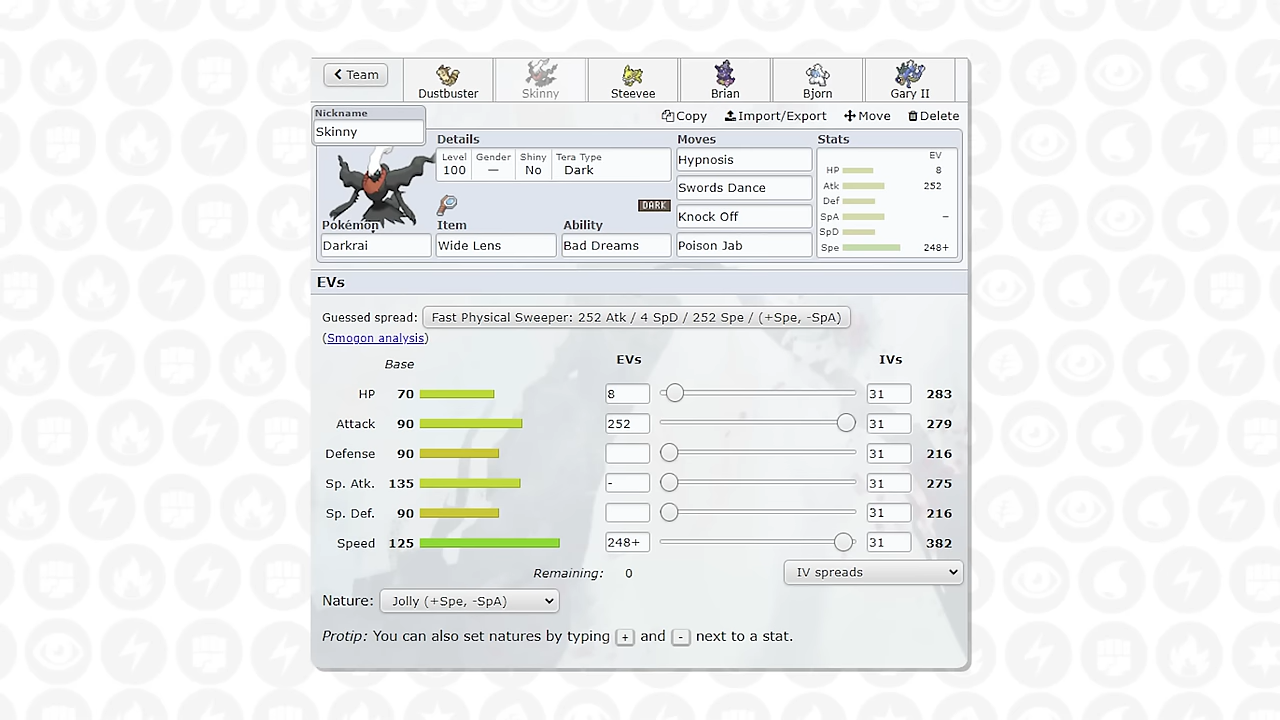 Team
Dustbuster
Skinny
Steevee
Brian
Bjorn
Gary II
Nickname
Skinny
Copy Import/Export Move Delete
Details
Level Gender Shiny Tera Type
100 — No Dark
DARK
Pokémon Item Ability
Darkrai Wide Lens Bad Dreams
Moves
Hypnosis
Swords Dance
Knock Off
Poison Jab
Stats
EV
HP 8
Atk 252
Def
SpA –
SpD
Spe 248+
EVs
Guessed spread: Fast Physical Sweeper: 252 Atk / 4 SpD / 252 Spe / (+Spe, -SpA)
(Smogon analysis)
Base EVs IVs
HP 70 8 31 283
Attack 90 252 31 279
Defense 90 31 216
Sp. Atk. 135 - 31 275
Sp. Def. 90 31 216
Speed 125 248+ 31 382
Remaining: 0 IV spreads
Nature: Jolly (+Spe, -SpA)
Protip: You can also set natures by typing + and - next to a stat.